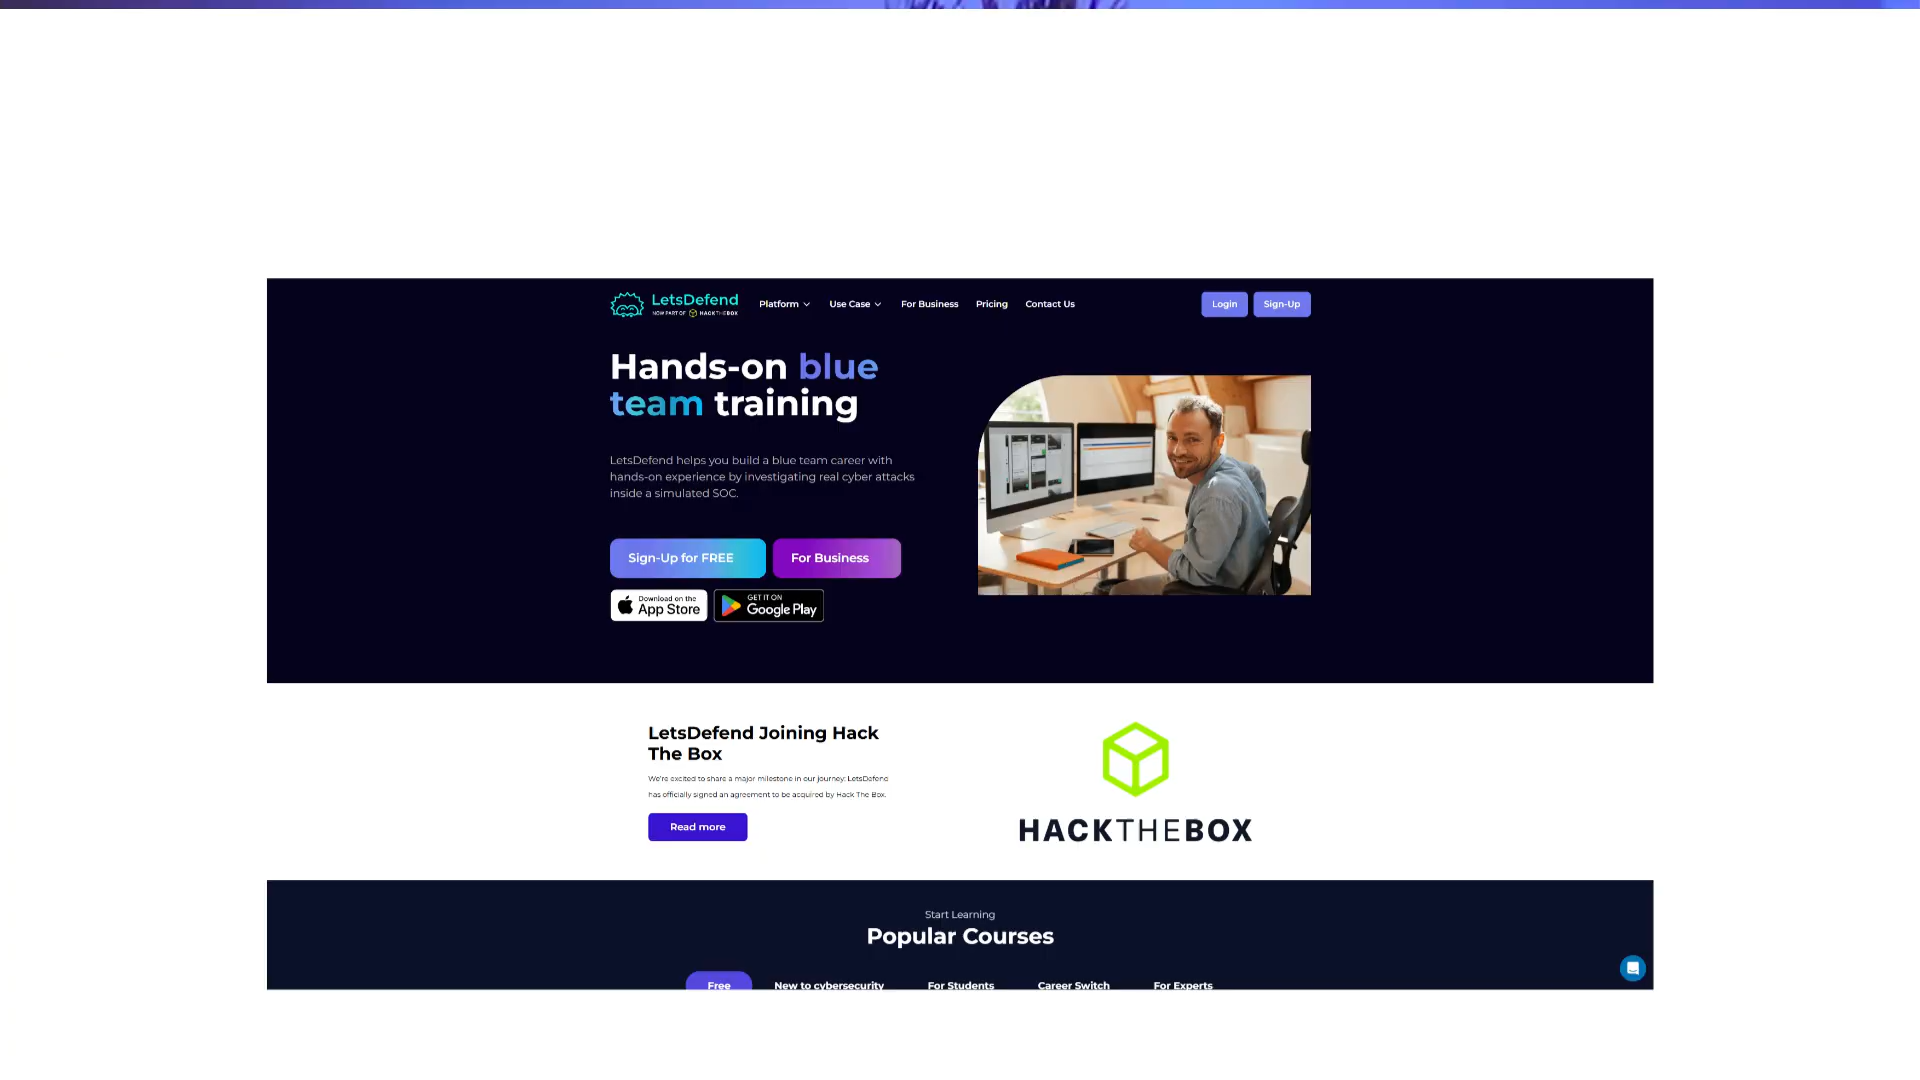 LetsDefend
NOW PART OF HACKTHEBOX
Platform
Use Case
For Business
Pricing
Contact Us
Login
Sign-Up
Hands-on blue
team training
LetsDefend helps you build a blue team career with
hands-on experience by investigating real cyber attacks
inside a simulated SOC.
Sign-Up for FREE
For Business
Download on the
App Store
GET IT ON
Google Play
LetsDefend Joining Hack
The Box
We're excited to share a major milestone in our journey: LetsDefend
has officially signed an agreement to be acquired by Hack The Box.
Read more
HACKTHEBOX
Start Learning
Popular Courses
Free
New to cybersecurity
For Students
Career Switch
For Experts